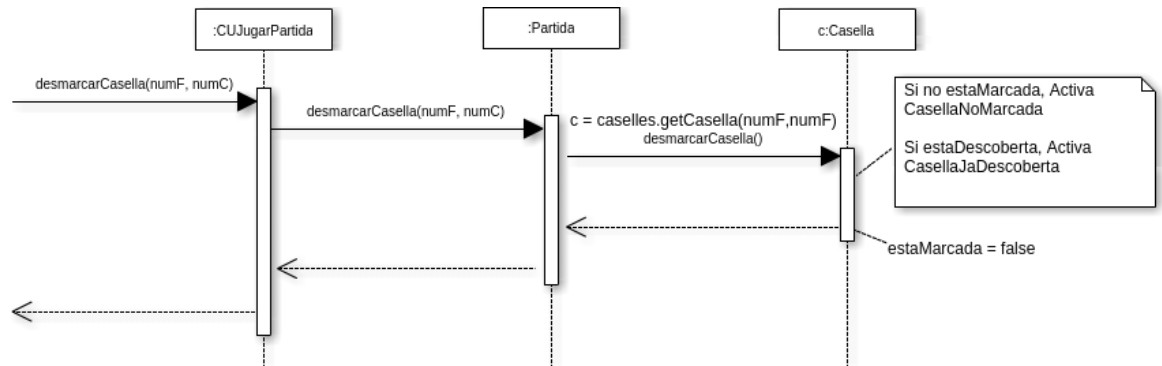 :CUJugarPartida
:Partida
c:Casella
desmarcarCasella(numF, numC)
desmarcarCasella(numF, numC)
c = caselles.getCasella(numF,numF)
desmarcarCasella()
Si no estaMarcada, Activa
CasellaNoMarcada
Si estaDescoberta, Activa
CasellaJaDescoberta
estaMarcada = false